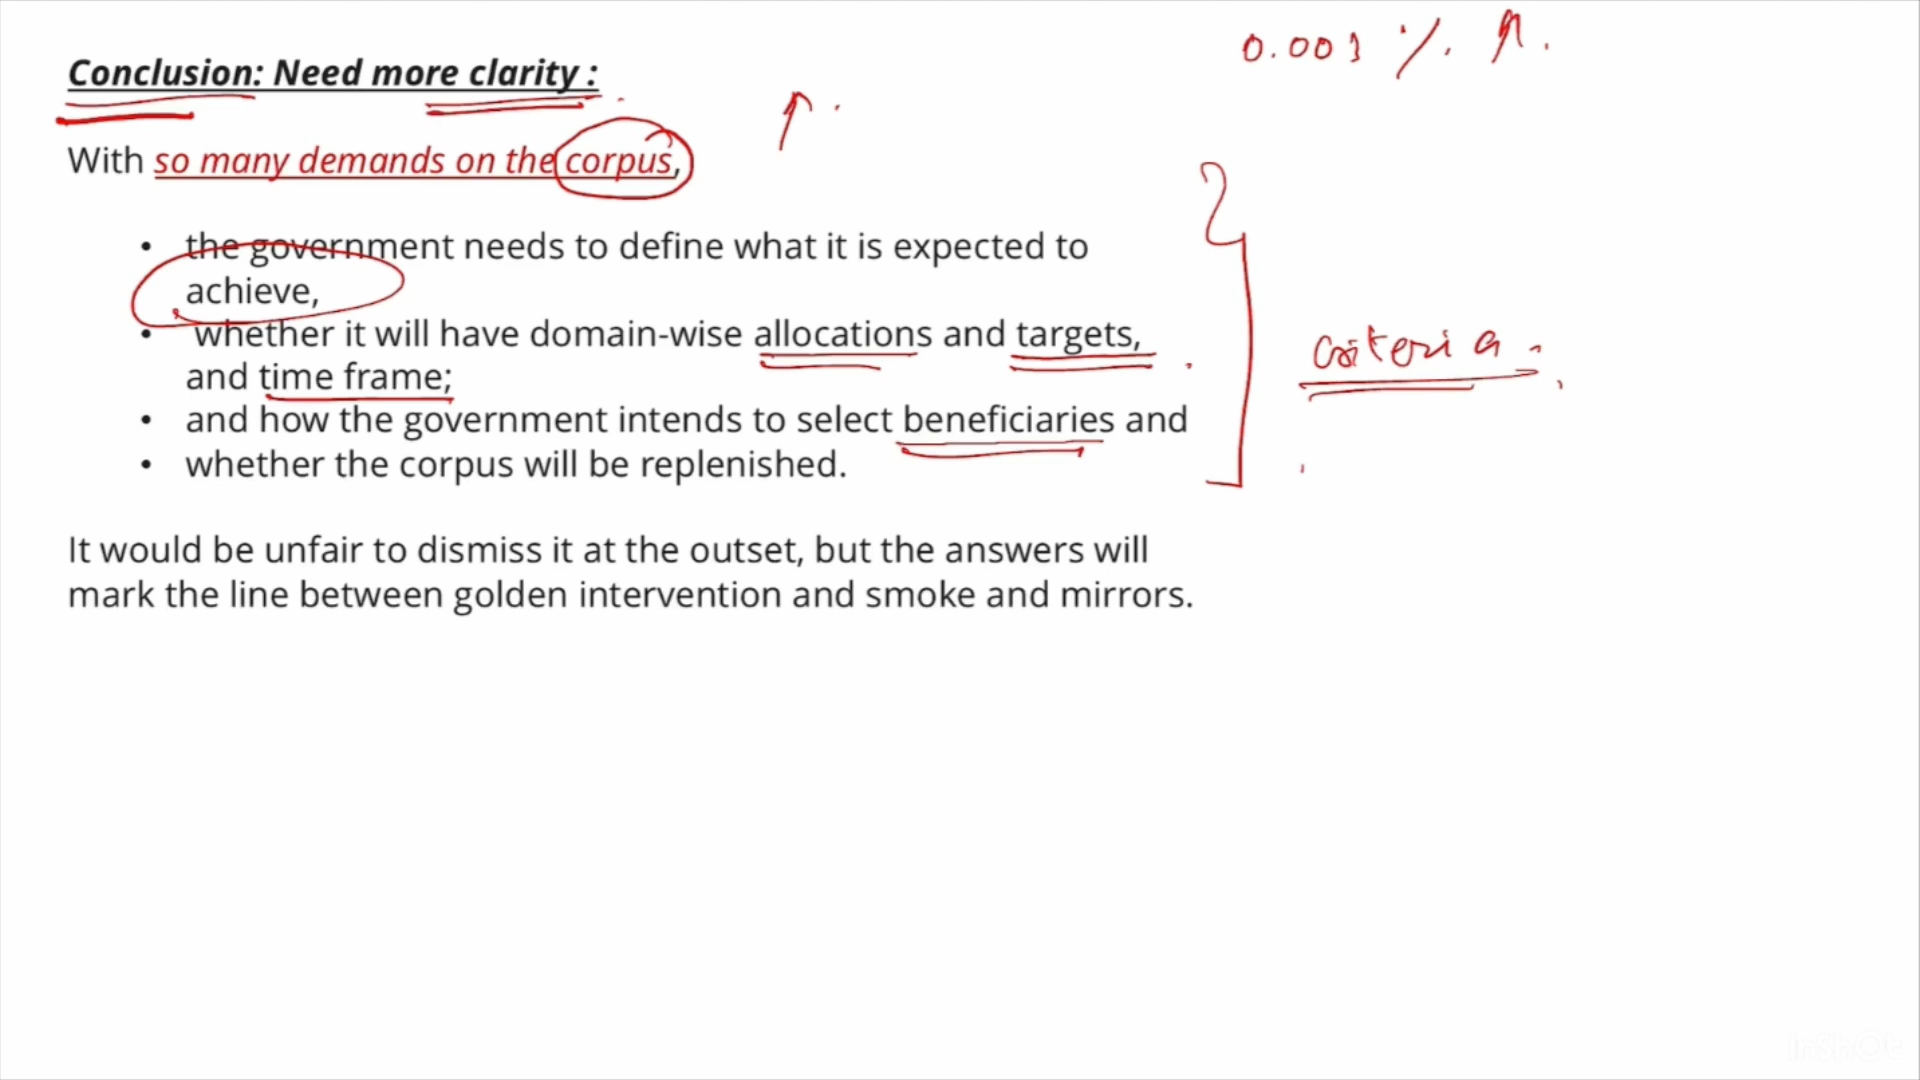 0.003 %. ↑.
Conclusion: Need more clarity :
With so many demands on the corpus,
• the government needs to define what it is expected to
achieve,
• whether it will have domain-wise allocations and targets,
and time frame;
• and how the government intends to select beneficiaries and
• whether the corpus will be replenished.
criteria.
It would be unfair to dismiss it at the outset, but the answers will
mark the line between golden intervention and smoke and mirrors.
InShOt